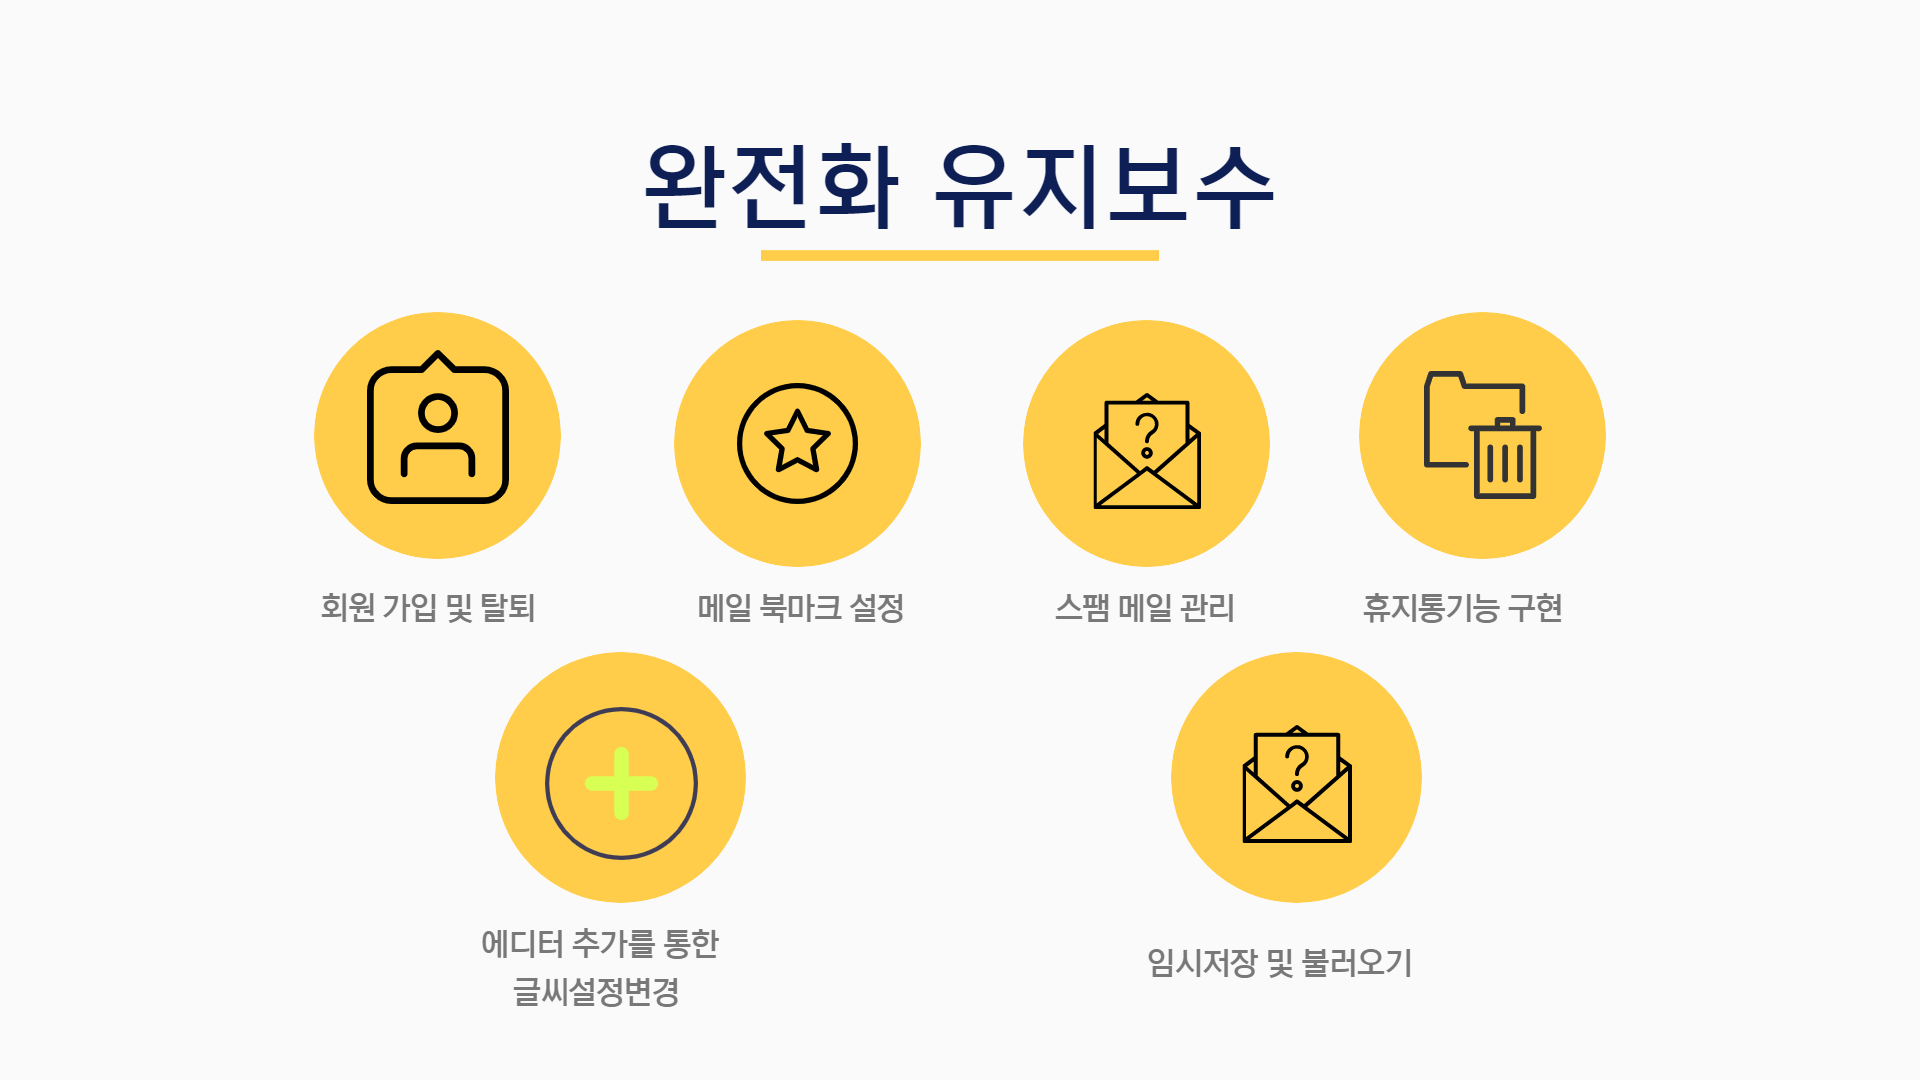 완전화 유지보수
회원 가입 및 탈퇴
메일 북마크 설정
스팸 메일 관리
휴지통기능 구현
에디터 추가를 통한
글씨설정변경
임시저장 및 불러오기